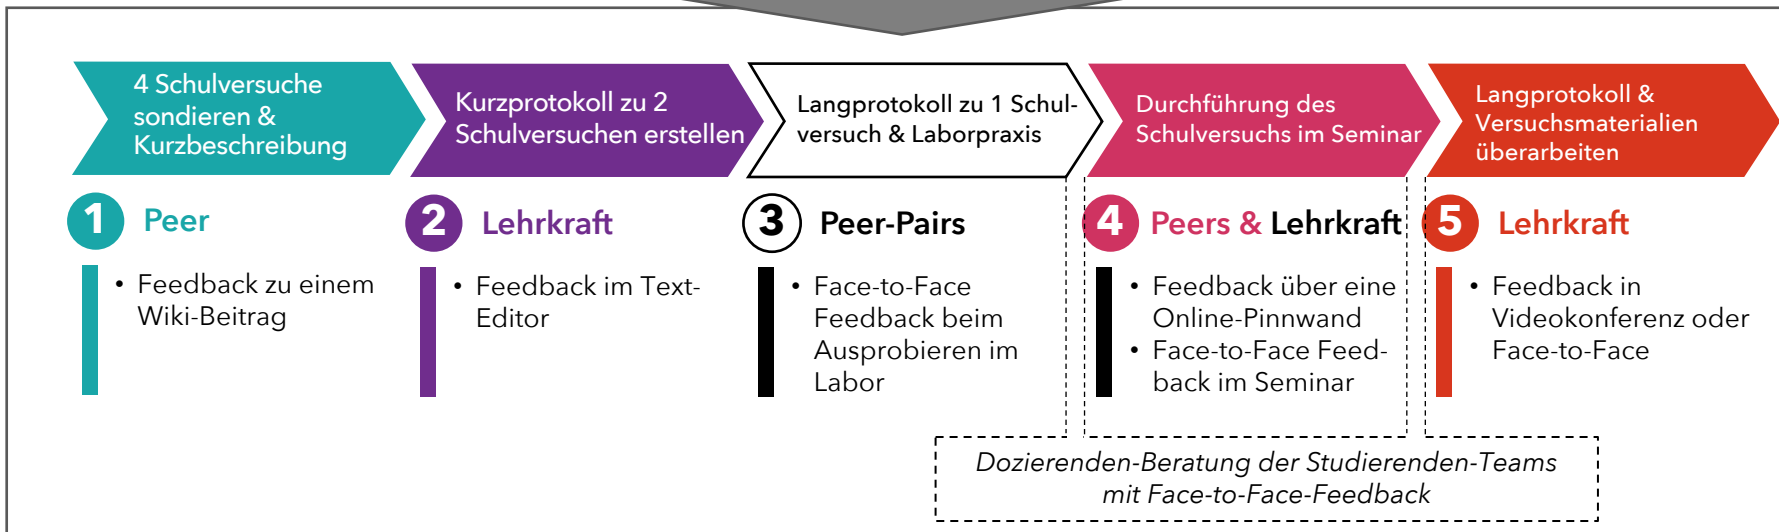 4 Schulversuche
sondieren &
Kurzbeschreibung
Kurzprotokoll zu 2
Schulversuchen erstellen
Langprotokoll zu 1 Schul-
versuch & Laborpraxis
Durchführung des
Schulversuchs im Seminar
Langprotokoll &
Versuchsmaterialien
überarbeiten
1 Peer
2 Lehrkraft
3 Peer-Pairs
4 Peers & Lehrkraft
5 Lehrkraft
• Feedback zu einem
Wiki-Beitrag
• Feedback im Text-
Editor
• Face-to-Face
Feedback beim
Ausprobieren im
Labor
• Feedback über eine
Online-Pinnwand
• Face-to-Face Feed-
back im Seminar
• Feedback in
Videokonferenz oder
Face-to-Face
Dozierenden-Beratung der Studierenden-Teams
mit Face-to-Face-Feedback